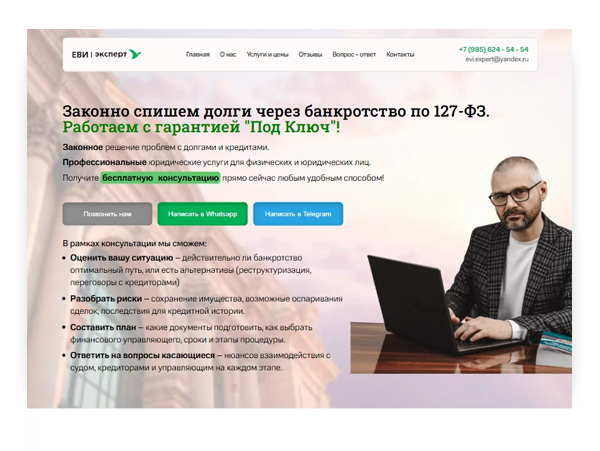 ЕВИ | эксперт
Главная О нас Услуги и цены Отзывы Вопрос - ответ Контакты
+7 (985) 624 - 54 - 54
evi.expert@yandex.ru
Законно спишем долги через банкротство по 127-ФЗ.
Работаем с гарантией "Под Ключ"!
Законное решение проблем с долгами и кредитами.
Профессиональные юридические услуги для физических и юридических лиц.
Получите бесплатную консультацию прямо сейчас любым удобным способом!
Позвонить нам Написать в Whatsapp Написать в Telegram
В рамках консультации мы сможем:
• Оценить вашу ситуацию — действительно ли банкротство
оптимальный путь, или есть альтернативы (реструктуризация,
переговоры с кредиторами)
• Разобрать риски — сохранение имущества, возможные оспаривания
сделок, последствия для кредитной истории.
• Составить план — какие документы подготовить, как выбрать
финансового управляющего, сроки и этапы процедуры.
• Ответить на вопросы касающиеся — нюансов взаимодействия с
судом, кредиторами и управляющим на каждом этапе.